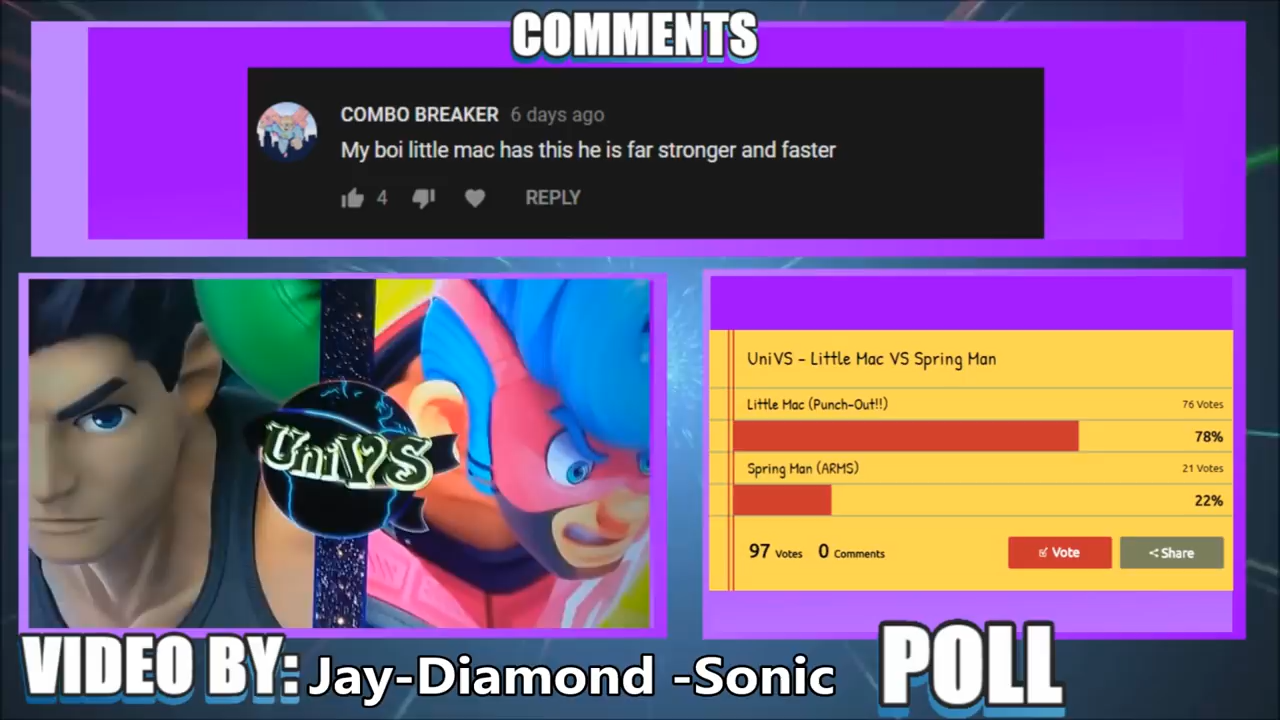 COMMENTS
COMBO BREAKER 6 days ago
My boi little mac has this he is far stronger and faster
4 REPLY
UniVS
UniVS - Little Mac VS Spring Man
Little Mac (Punch-Out!!) 76 Votes
78%
Spring Man (ARMS) 21 Votes
22%
97 Votes 0 Comments Vote Share
VIDEO BY: Jay-Diamond -Sonic
POLL